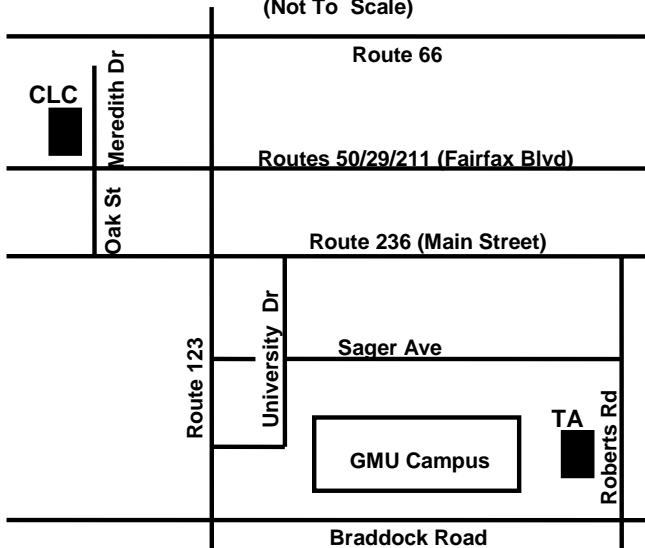 (Not To Scale)
Route 66
CLC
Meredith Dr
Routes 50/29/211 (Fairfax Blvd)
Oak St
Route 236 (Main Street)
University Dr
Route 123
Sager Ave
TA
Roberts Rd
GMU Campus
Braddock Road